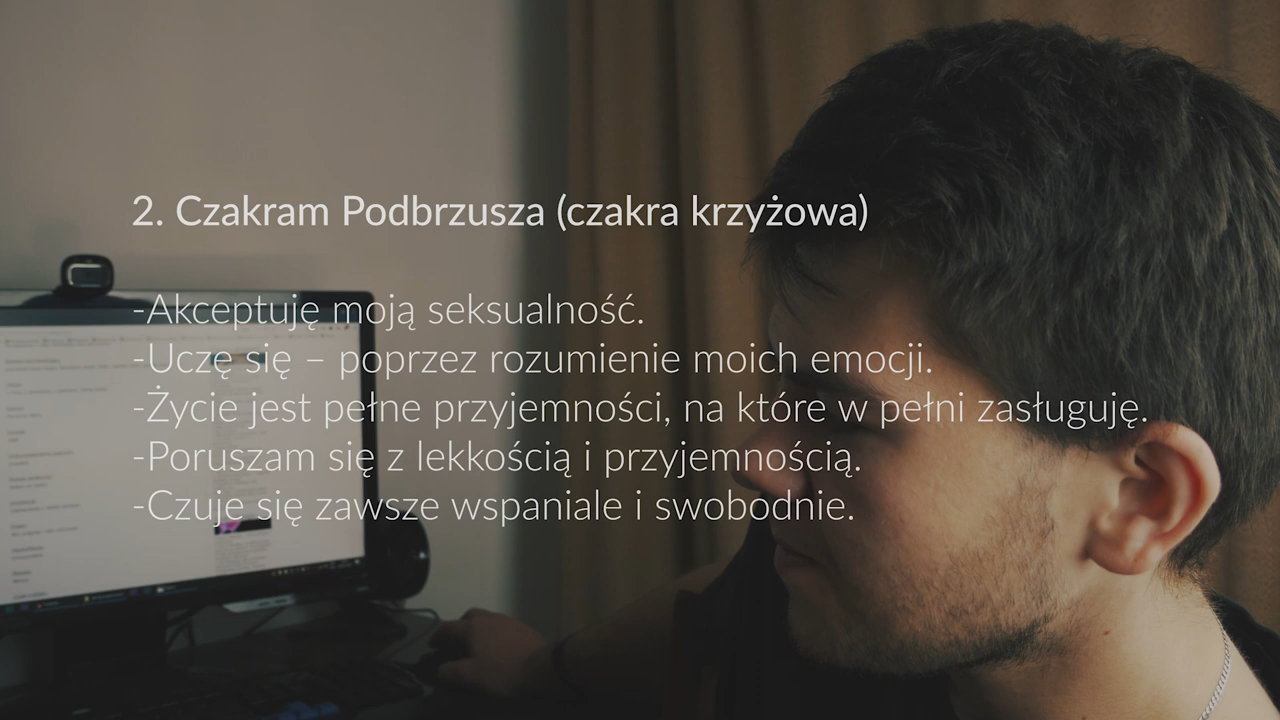 2. Czakram Podbrzusza (czakra krzyżowa)
-Akceptuję moją seksualność.
-Uczę się – poprzez rozumienie moich emocji.
-Życie jest pełne przyjemności, na które w pełni zasługuję.
-Poruszam się z lekkością i przyjemnością.
-Czuje się zawsze wspaniale i swobodnie.